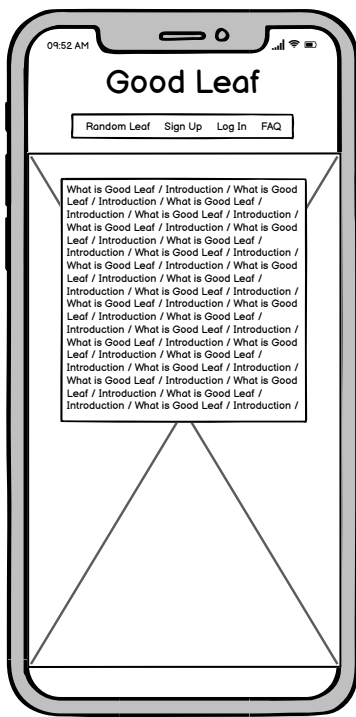 09:52 AM
Good Leaf
Random Leaf Sign Up Log In FAQ
What is Good Leaf / Introduction / What is Good
Leaf / Introduction / What is Good Leaf /
Introduction / What is Good Leaf / Introduction /
What is Good Leaf / Introduction / What is Good
Leaf / Introduction / What is Good Leaf /
Introduction / What is Good Leaf / Introduction /
What is Good Leaf / Introduction / What is Good
Leaf / Introduction / What is Good Leaf /
Introduction / What is Good Leaf / Introduction /
What is Good Leaf / Introduction / What is Good
Leaf / Introduction / What is Good Leaf /
Introduction / What is Good Leaf / Introduction /
What is Good Leaf / Introduction / What is Good
Leaf / Introduction / What is Good Leaf /
Introduction / What is Good Leaf / Introduction /
What is Good Leaf / Introduction / What is Good
Leaf / Introduction / What is Good Leaf /
Introduction / What is Good Leaf / Introduction /